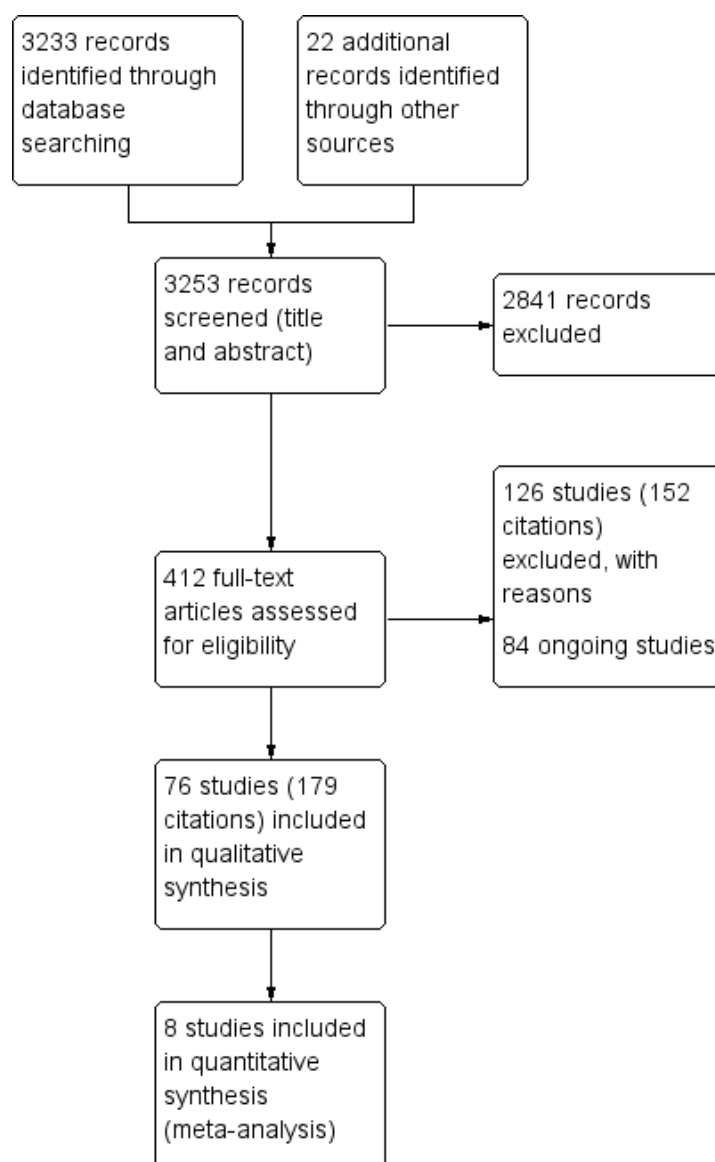 3233 records
identified through
database
searching
22 additional
records identified
through other
sources
3253 records
screened (title
and abstract)
2841 records
excluded
126 studies (152
citations)
excluded, with
reasons
84 ongoing studies
412 full-text
articles assessed
for eligibility
76 studies (179
citations) included
in qualitative
synthesis
8 studies included
in quantitative
synthesis
(meta-analysis)